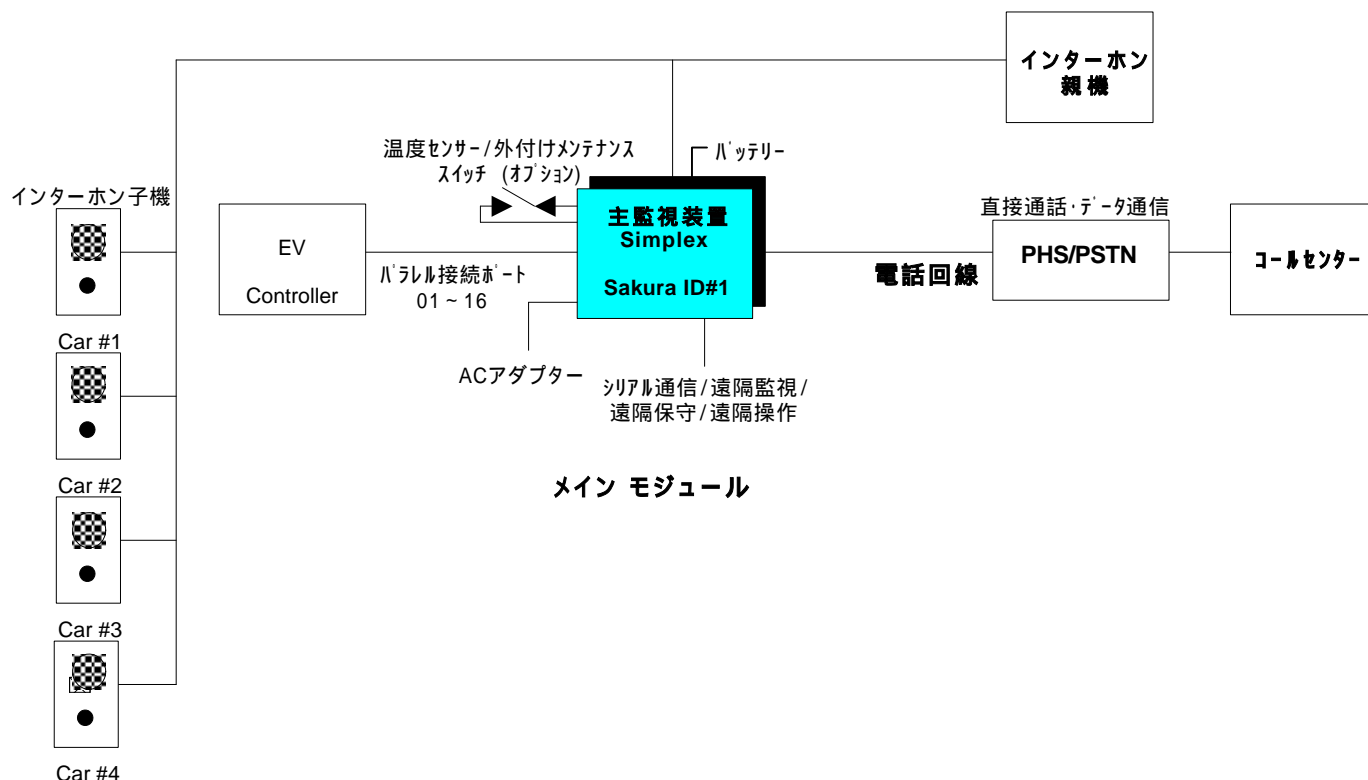 インターホン
親機
温度ｾﾝｻｰ/外付けﾒﾝﾃﾅﾝｽ
ｽｲｯﾁ (ｵﾌﾟｼｮﾝ)
ﾊﾞｯﾃﾘｰ
インターホン子機
主監視装置
Simplex
Sakura ID#1
直接通話･ﾃﾞｰﾀ通信
PHS/PSTN
ｺｰﾙｾﾝﾀｰ
EV
Controller
ﾊﾟﾗﾚﾙ接続ﾎﾟｰﾄ
01～16
電話回線
Car #1
ACアダプター
ｼﾘｱﾙ通信/遠隔監視/
遠隔保守/遠隔操作
Car #2
メイン モジュール
Car #3
Car #4